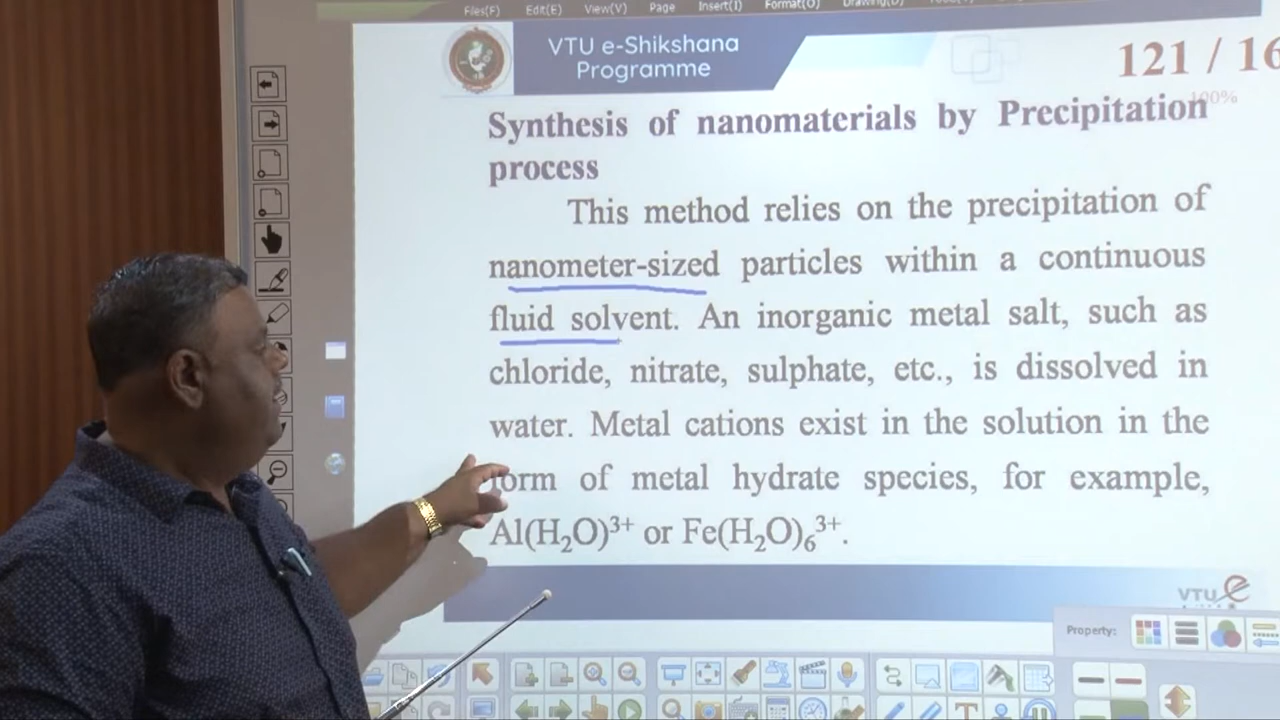 Files(F) Edit(E) View(V) Page Insert(I) Format(O)
VTU e-Shikshana
Programme
121 / 16
100%
Synthesis of nanomaterials by Precipitation
process
This method relies on the precipitation of
nanometer-sized particles within a continuous
fluid solvent. An inorganic metal salt, such as
chloride, nitrate, sulphate, etc., is dissolved in
water. Metal cations exist in the solution in the
form of metal hydrate species, for example,
Al(H₂O)³⁺ or Fe(H₂O)₆³⁺.
VTU
Property: